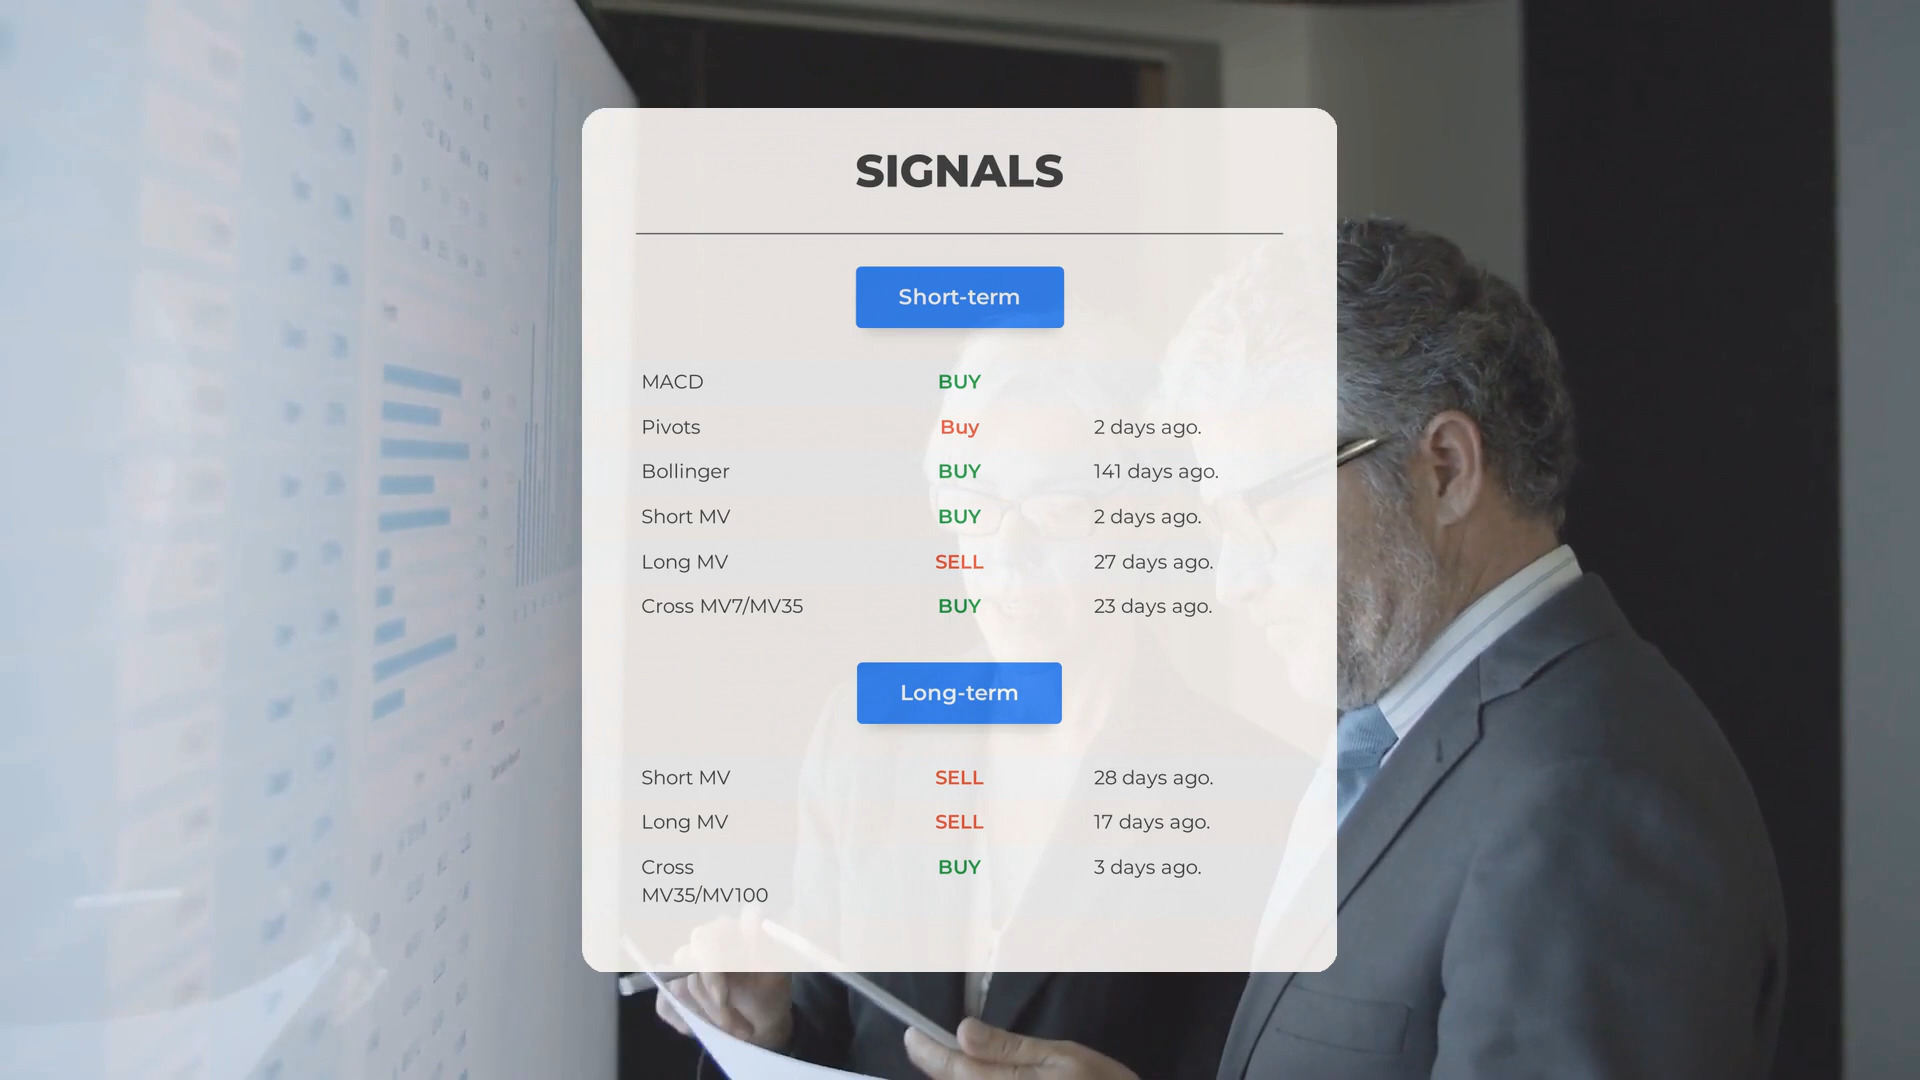 SIGNALS
Short-term
MACD BUY
Pivots Buy 2 days ago.
Bollinger BUY 141 days ago.
Short MV BUY 2 days ago.
Long MV SELL 27 days ago.
Cross MV7/MV35 BUY 23 days ago.
Long-term
Short MV SELL 28 days ago.
Long MV SELL 17 days ago.
Cross BUY 3 days ago.
MV35/MV100